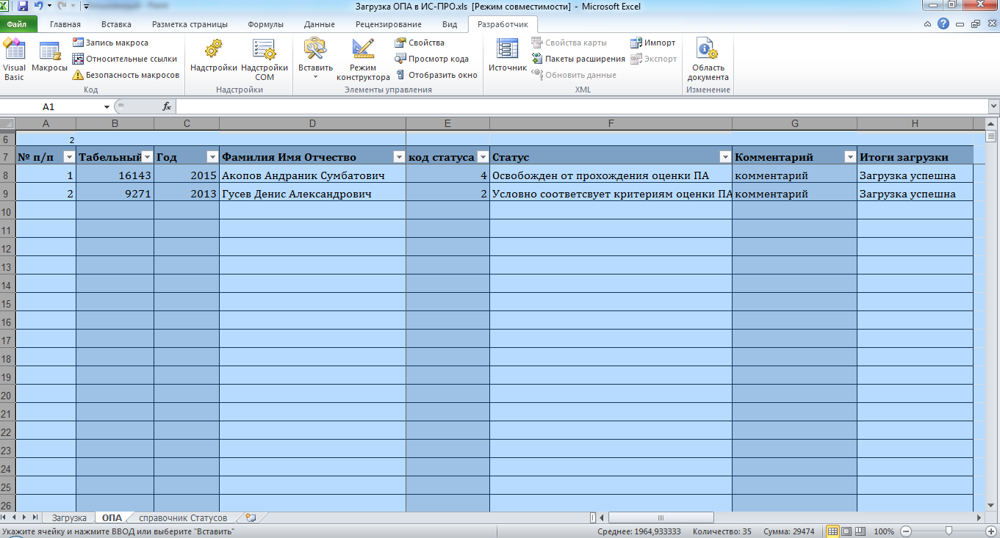 Загрузка ОПА в ИС-ПРО.xls [Режим совместимости] - Microsoft Excel
Файл Главная Вставка Разметка страницы Формулы Данные Рецензирование Вид Разработчик
Visual Basic
Макросы
Запись макроса
Относительные ссылки
Безопасность макросов
Код
Надстройки
Надстройки COM
Надстройки
Вставить
Режим конструктора
Свойства
Просмотр кода
Отобразить окно
Элементы управления
Источник
Свойства карты
Пакеты расширения
Обновить данные
Импорт
Экспорт
XML
Область документа
Изменение
A1 fx
A B C D E F G H
6 2
7 № п/п Табельный Год Фамилия Имя Отчество код статуса Статус Комментарий Итоги загрузки
8 1 16143 2015 Акопов Андраник Сумбатович 4 Освобожден от прохождения оценки ПА комментарий Загрузка успешна
9 2 9271 2013 Гусев Денис Александрович 2 Условно соответсвует критериям оценки ПА комментарий Загрузка успешна
10
11
12
13
14
15
16
17
18
19
20
21
22
23
24
25
26
Загрузка ОПА справочник Статусов
Укажите ячейку и нажмите ВВОД или выберите "Вставить" Среднее: 1964,933333 Количество: 35 Сумма: 29474 100%